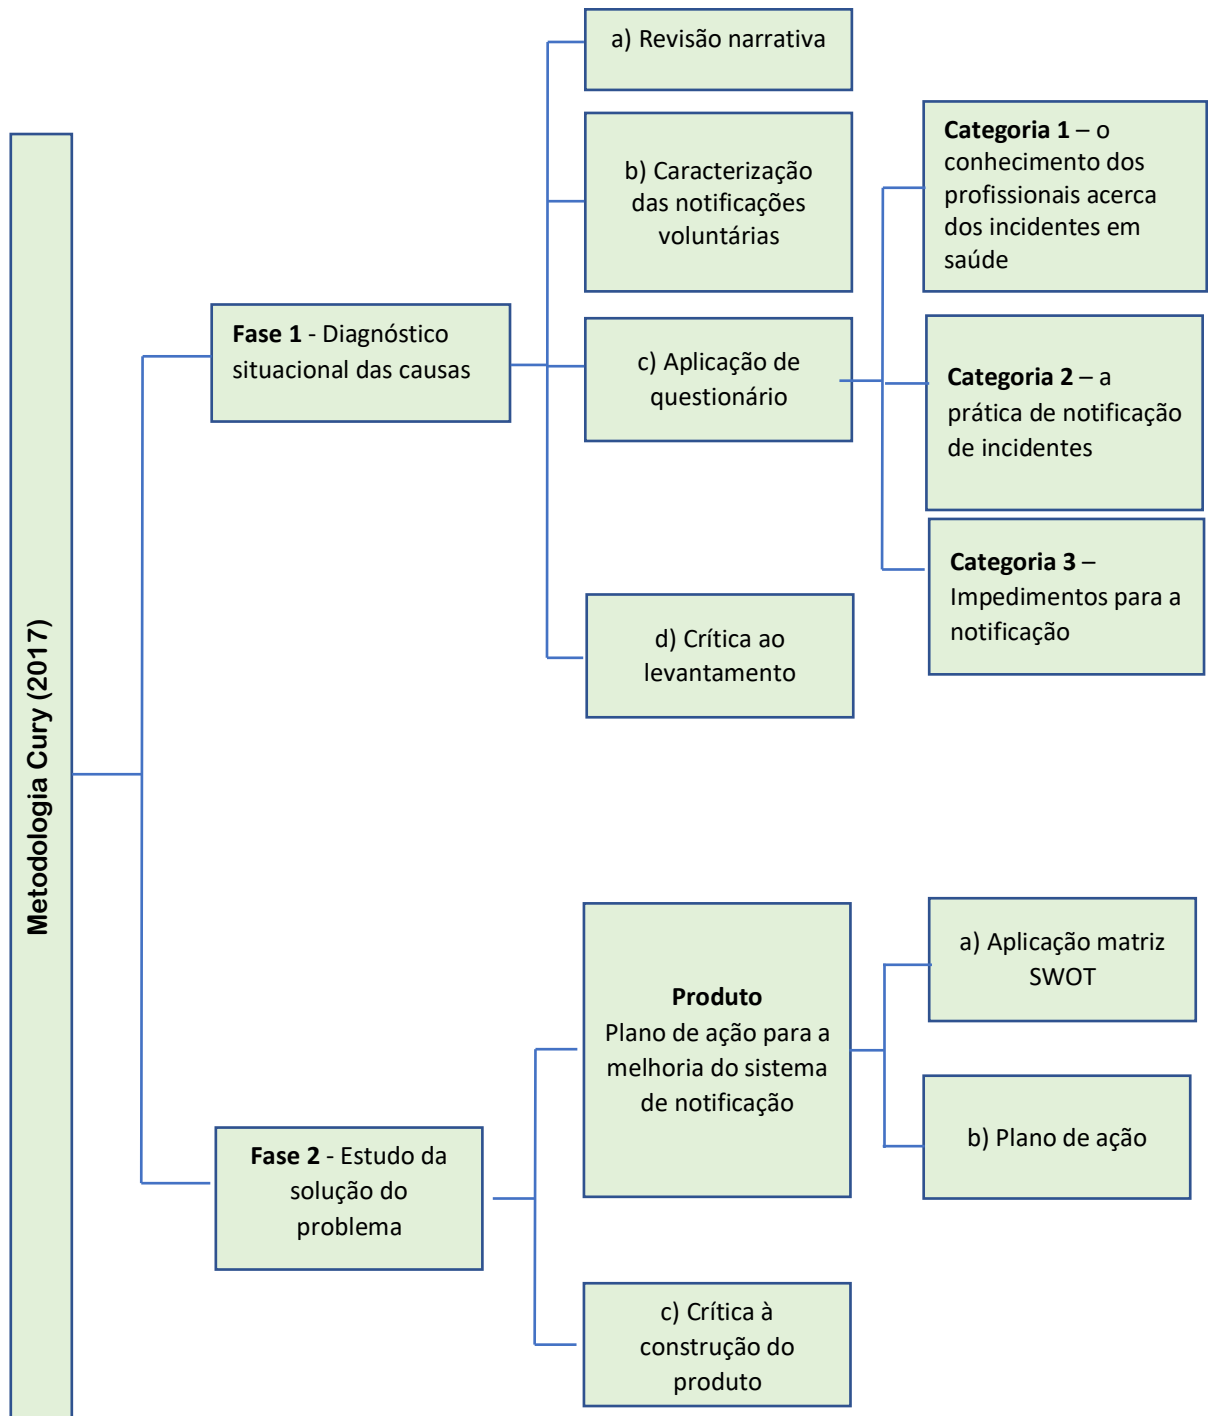 Metodologia Cury (2017)
Fase 1 - Diagnóstico
situacional das causas
a) Revisão narrativa
b) Caracterização
das notificações
voluntárias
c) Aplicação de
questionário
Categoria 1 – o
conhecimento dos
profissionais acerca
dos incidentes em
saúde
Categoria 2 – a
prática de notificação
de incidentes
Categoria 3 –
Impedimentos para a
notificação
d) Crítica ao
levantamento
Fase 2 - Estudo da
solução do
problema
Produto
Plano de ação para a
melhoria do sistema
de notificação
a) Aplicação matriz
SWOT
b) Plano de ação
c) Crítica à
construção do
produto